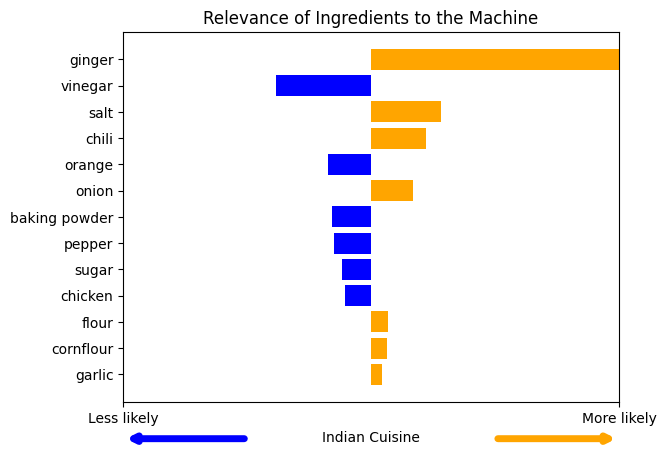 Relevance of Ingredients to the Machine
ginger
vinegar
salt
chili
orange
onion
baking powder
pepper
sugar
chicken
flour
cornflour
garlic
Less likely
More likely
Indian Cuisine